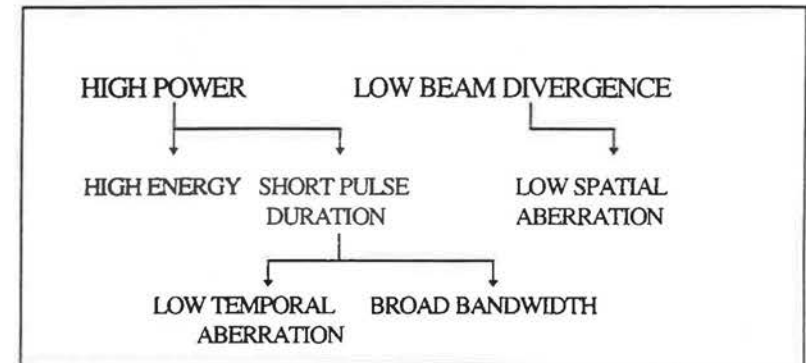 HIGH POWER LOW BEAM DIVERGENCE
HIGH ENERGY SHORT PULSE DURATION LOW SPATIAL ABERRATION
LOW TEMPORAL ABERRATION BROAD BANDWIDTH